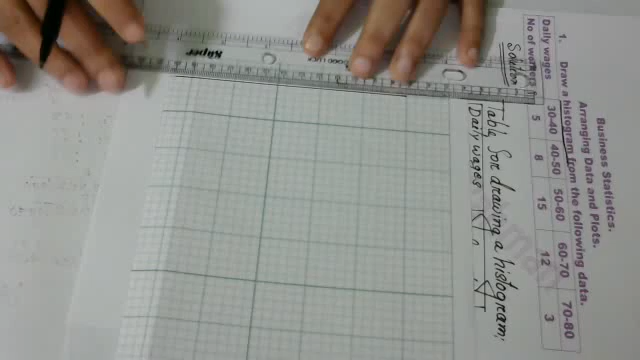 Business Statistics.
Arranging Data and Plots.
1. Draw a histogram from the following data.
Daily wages 30-40 40-50 50-60 60-70 70-80
No of workers 5 8 15 12 3
Solution
Table for drawing a histogram:
Daily wages
Kuper